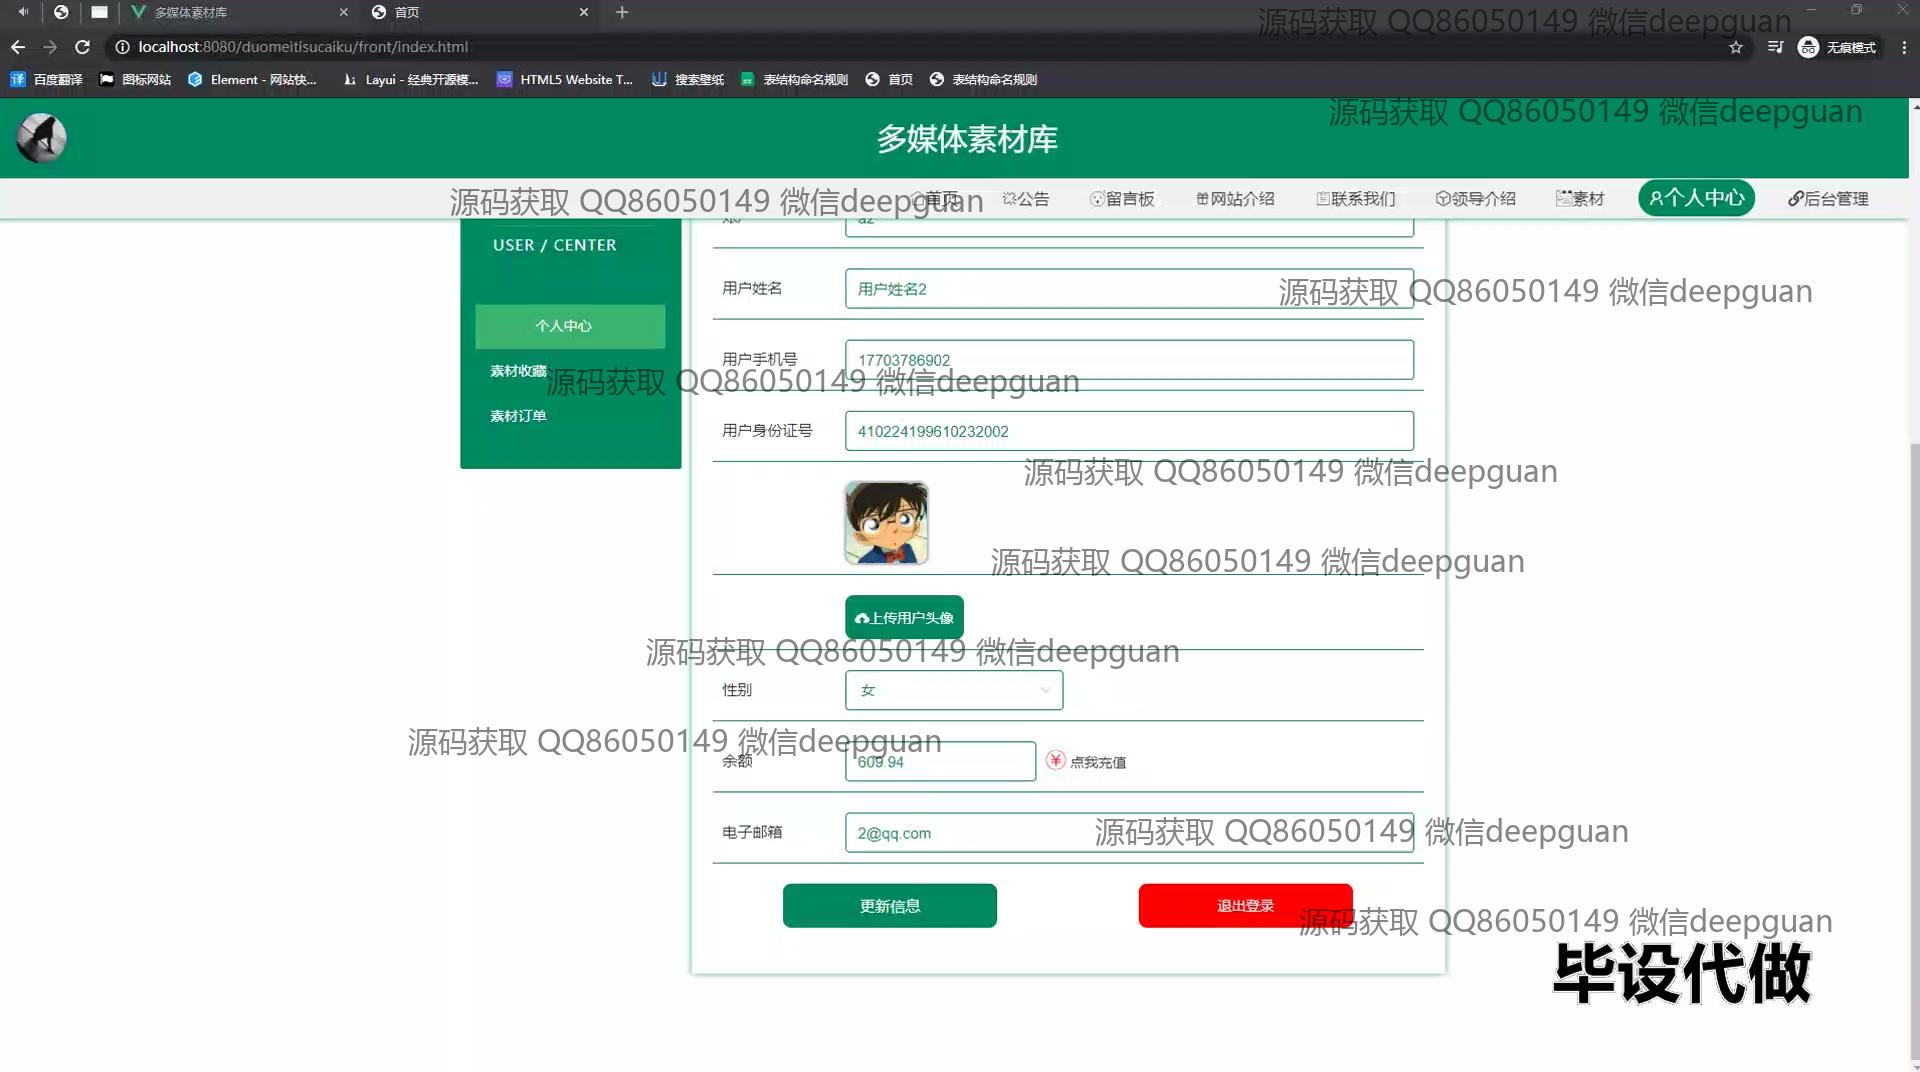 多媒体素材库
首页
源码获取 QQ86050149 微信deepguan
localhost:8080/duomeitisucaiku/front/index.html
无痕模式
百度翻译
图标网站
Element - 网站快...
Layui - 经典开源模...
HTML5 Website T...
搜索壁纸
表结构命名规则
首页
表结构命名规则
源码获取 QQ86050149 微信deepguan
多媒体素材库
源码获取 QQ86050149 微信deepguan
首页
公告
留言板
网站介绍
联系我们
领导介绍
素材
个人中心
后台管理
USER / CENTER
个人中心
素材收藏
素材订单
a2
用户姓名
用户姓名2
源码获取 QQ86050149 微信deepguan
用户手机号
17703786902
源码获取 QQ86050149 微信deepguan
用户身份证号
410224199610232002
源码获取 QQ86050149 微信deepguan
源码获取 QQ86050149 微信deepguan
上传用户头像
源码获取 QQ86050149 微信deepguan
性别
女
源码获取 QQ86050149 微信deepguan
余额
609.94
点我充值
电子邮箱
2@qq.com
源码获取 QQ86050149 微信deepguan
更新信息
退出登录
源码获取 QQ86050149 微信deepguan
毕设代做